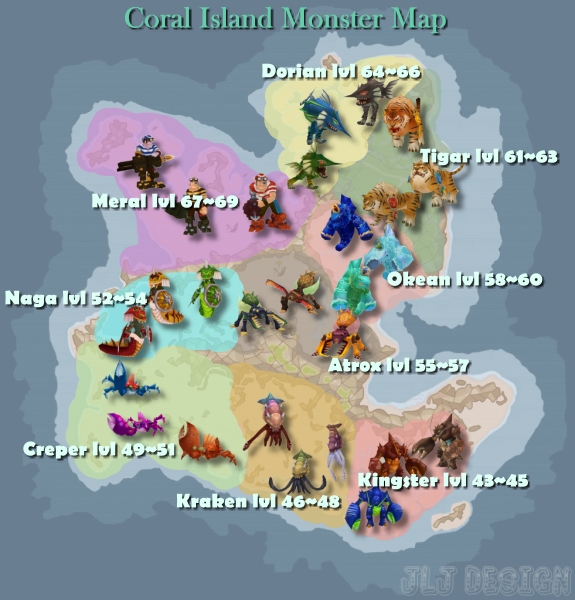 Coral Island Monster Map
Dorian lvl 64~66
Tigar lvl 61~63
Meral lvl 67~69
Okean lvl 58~60
Naga lvl 52~54
Atrox lvl 55~57
Creper lvl 49~51
Kingster lvl 43~45
Kraken lvl 46~48
JLJ DESIGN